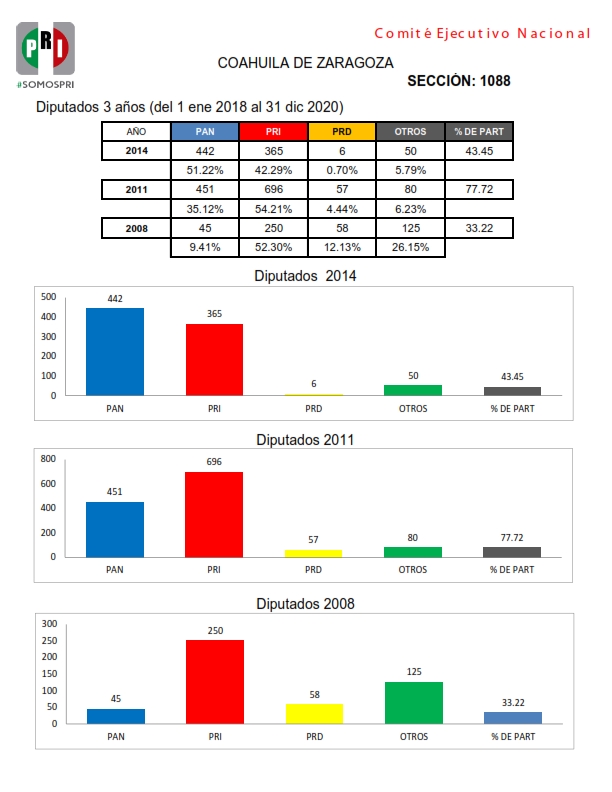 Comité Ejecutivo Nacional
PRI
#SOMOSPRI
COAHUILA DE ZARAGOZA
SECCIÓN: 1088
Diputados 3 años (del 1 ene 2018 al 31 dic 2020)
AÑO PAN PRI PRD OTROS % DE PART
2014 442 365 6 50 43.45
51.22% 42.29% 0.70% 5.79%
2011 451 696 57 80 77.72
35.12% 54.21% 4.44% 6.23%
2008 45 250 58 125 33.22
9.41% 52.30% 12.13% 26.15%
Diputados 2014
500
400
300
200
100
0
442 365 6 50 43.45
PAN PRI PRD OTROS % DE PART
Diputados 2011
800
600
400
200
0
451 696 57 80 77.72
PAN PRI PRD OTROS % DE PART
Diputados 2008
300
250
200
150
100
50
0
45 250 58 125 33.22
PAN PRI PRD OTROS % DE PART